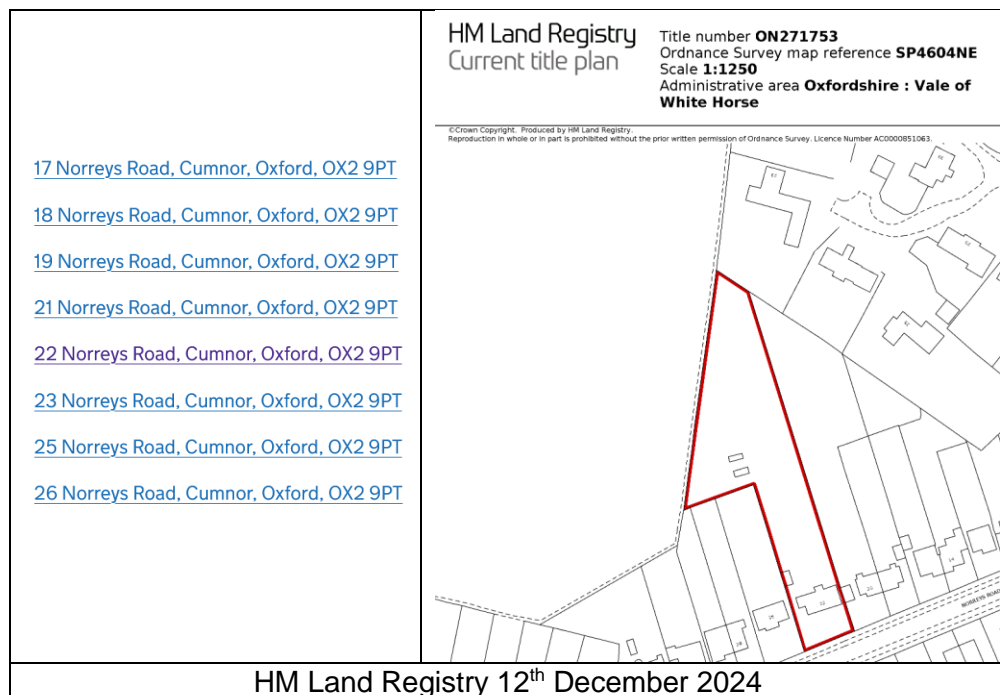 17 Norreys Road, Cumnor, Oxford, OX2 9PT
18 Norreys Road, Cumnor, Oxford, OX2 9PT
19 Norreys Road, Cumnor, Oxford, OX2 9PT
21 Norreys Road, Cumnor, Oxford, OX2 9PT
22 Norreys Road, Cumnor, Oxford, OX2 9PT
23 Norreys Road, Cumnor, Oxford, OX2 9PT
25 Norreys Road, Cumnor, Oxford, OX2 9PT
26 Norreys Road, Cumnor, Oxford, OX2 9PT
HM Land Registry
Current title plan
Title number ON271753
Ordnance Survey map reference SP4604NE
Scale 1:1250
Administrative area Oxfordshire : Vale of
White Horse
©Crown Copyright. Produced by HM Land Registry.
Reproduction in whole or in part is prohibited without the prior written permission of Ordnance Survey. Licence Number AC0000851063.
NORREYS ROAD
HM Land Registry 12th December 2024